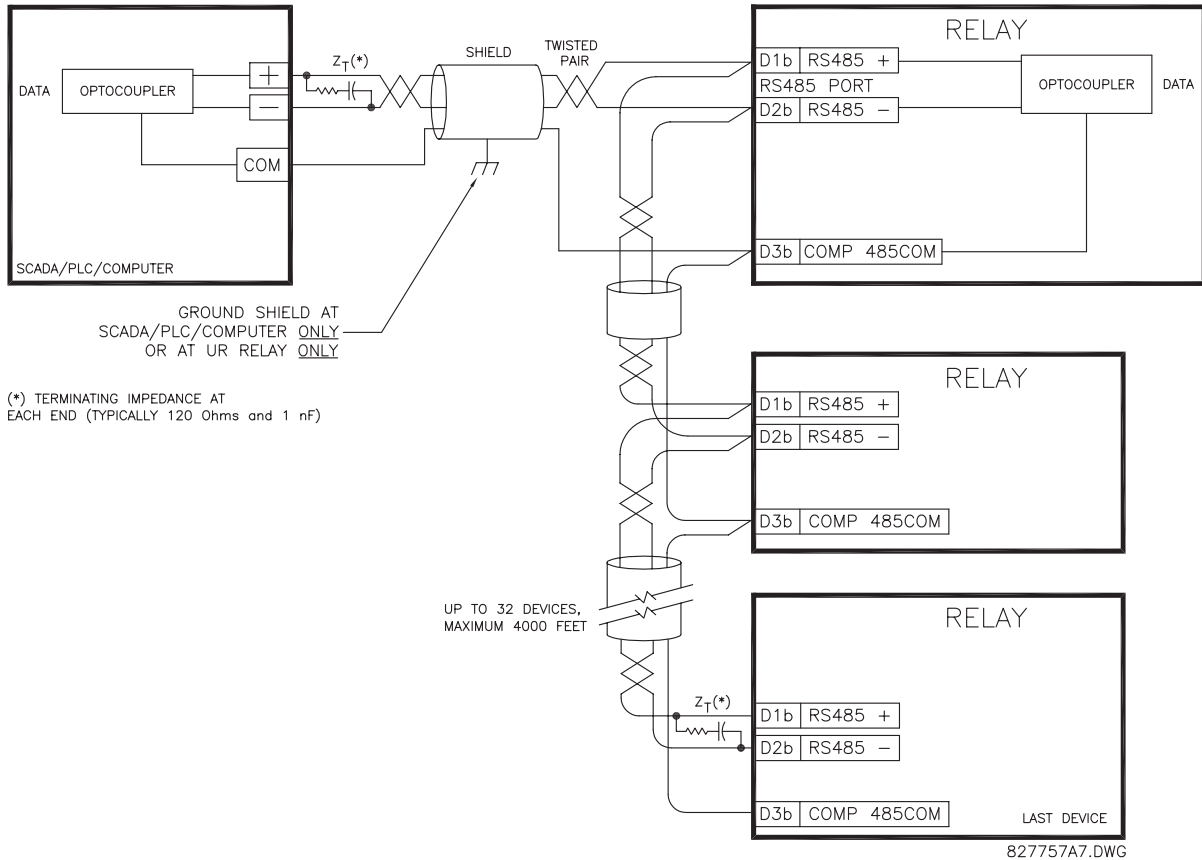 DATA
OPTOCOUPLER
+
−
COM
SCADA/PLC/COMPUTER
ZT(*)
SHIELD
TWISTED
PAIR
RELAY
D1b RS485 +
RS485 PORT
D2b RS485 −
OPTOCOUPLER
DATA
D3b COMP 485COM
GROUND SHIELD AT
SCADA/PLC/COMPUTER ONLY
OR AT UR RELAY ONLY
(*) TERMINATING IMPEDANCE AT
EACH END (TYPICALLY 120 Ohms and 1 nF)
RELAY
D1b RS485 +
D2b RS485 −
D3b COMP 485COM
UP TO 32 DEVICES,
MAXIMUM 4000 FEET
RELAY
ZT(*)
D1b RS485 +
D2b RS485 −
D3b COMP 485COM
LAST DEVICE
827757A7.DWG